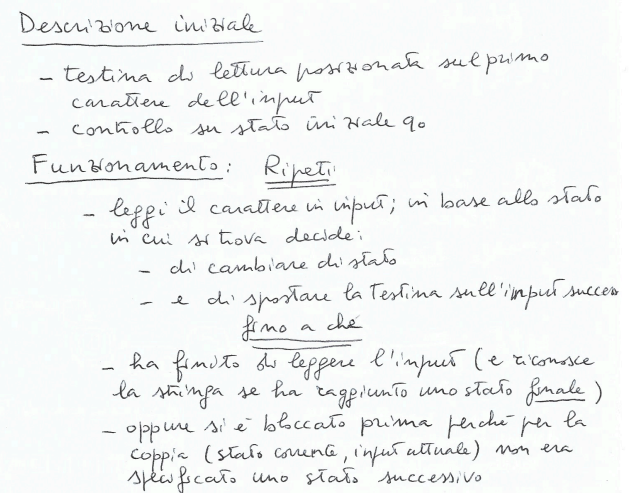 Descrizione iniziale
- testina di lettura posizionata sul primo
carattere dell'input
- controllo su stato iniziale q0
Funzionamento: Ripeti
- leggi il carattere in input; in base allo stato
in cui si trova decide:
- di cambiare di stato
- e di spostare la testina sull'input success
fino a che
- ha finito di leggere l'input (e riconosce
la stringa se ha raggiunto uno stato finale)
- oppure si è bloccato prima perché per la
coppia (stato corrente, input attuale) non era
specificato uno stato successivo